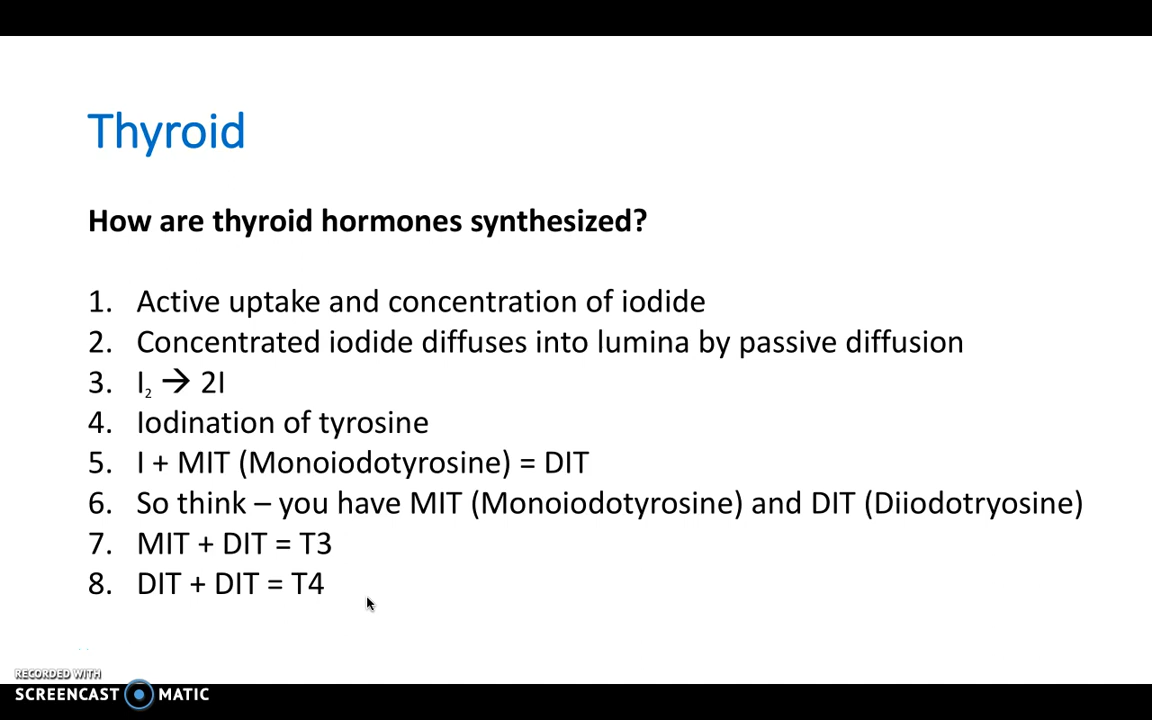 Thyroid
How are thyroid hormones synthesized?
1. Active uptake and concentration of iodide
2. Concentrated iodide diffuses into lumina by passive diffusion
3. I₂ → 2I
4. Iodination of tyrosine
5. I + MIT (Monoiodotyrosine) = DIT
6. So think – you have MIT (Monoiodotyrosine) and DIT (Diiodotryosine)
7. MIT + DIT = T3
8. DIT + DIT = T4
RECORDED WITH
SCREENCAST MATIC